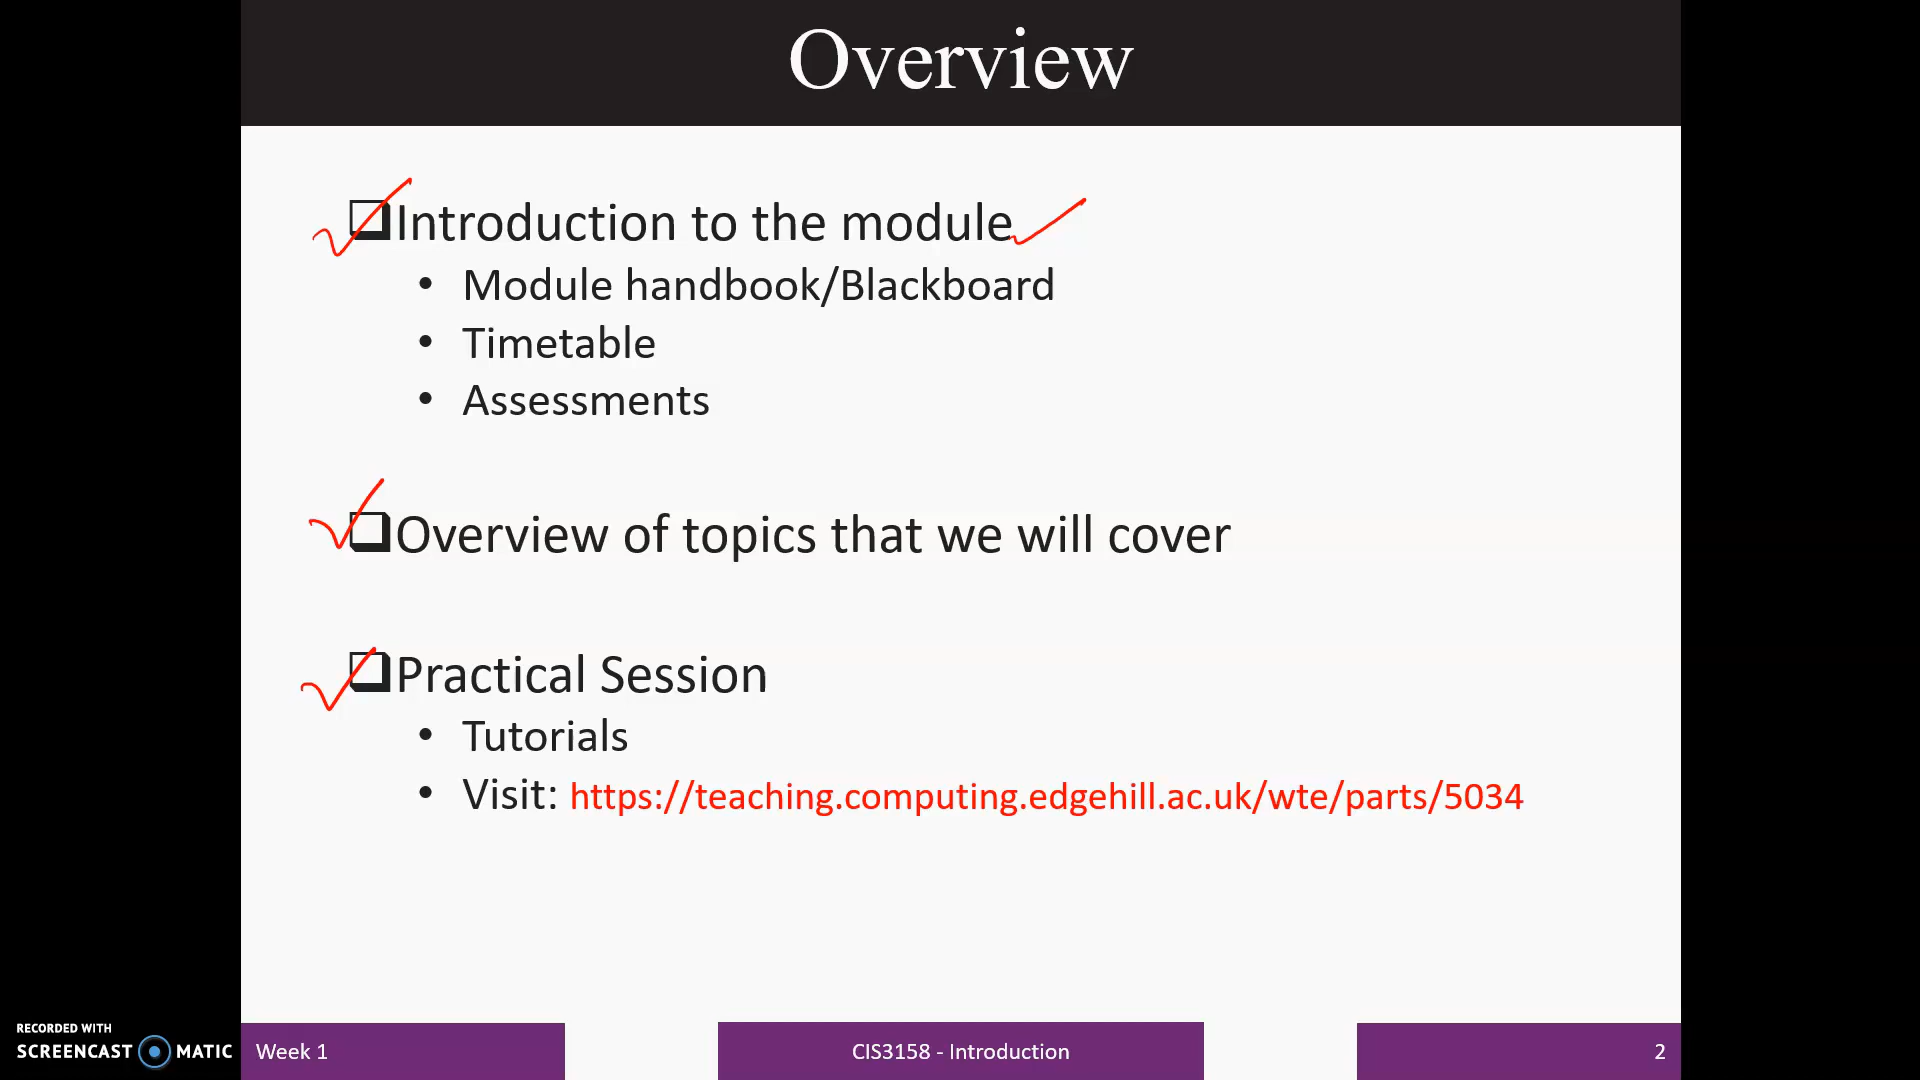 Overview
Introduction to the module
• Module handbook/Blackboard
• Timetable
• Assessments
Overview of topics that we will cover
Practical Session
• Tutorials
• Visit: https://teaching.computing.edgehill.ac.uk/wte/parts/5034
RECORDED WITH
SCREENCAST MATIC
Week 1
CIS3158 - Introduction
2